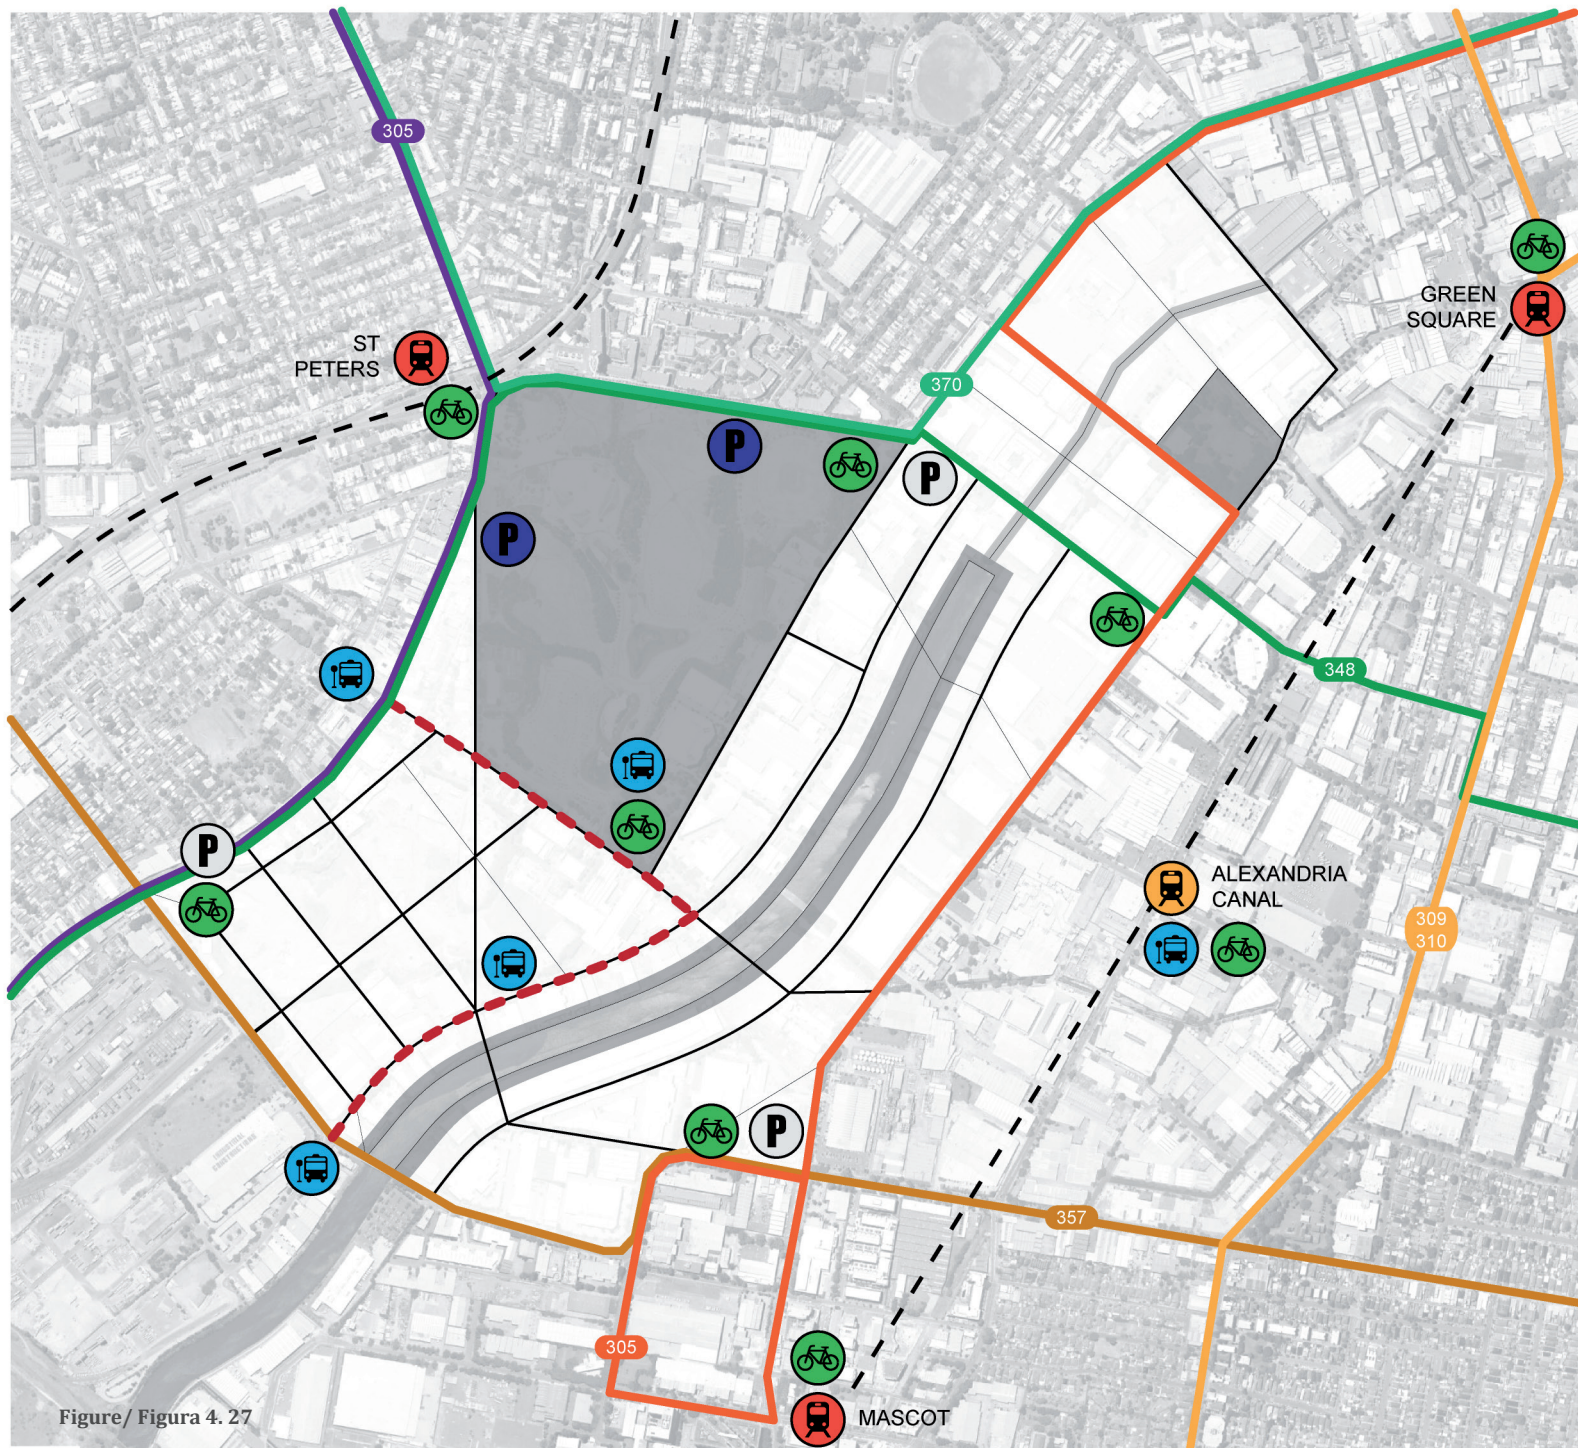 305
GREEN
SQUARE
ST
PETERS
370
P
P
P
348
P
ALEXANDRIA
CANAL
309
310
P
357
305
MASCOT
Figure/ Figura 4. 27